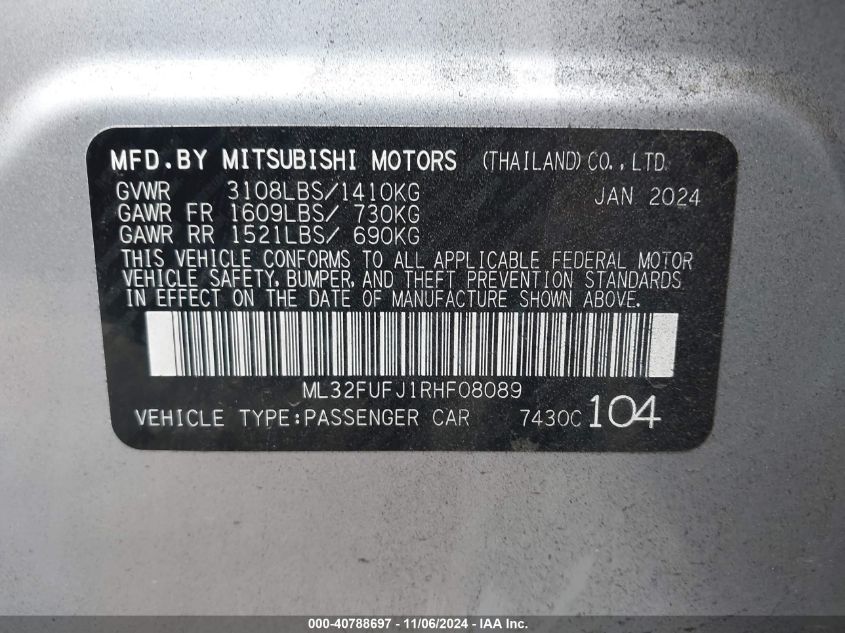 MFD.BY MITSUBISHI MOTORS (THAILAND) CO., LTD.
GVWR 3108LBS/1410KG JAN 2024
GAWR FR 1609LBS/ 730KG
GAWR RR 1521LBS/ 690KG
THIS VEHICLE CONFORMS TO ALL APPLICABLE FEDERAL MOTOR
VEHICLE SAFETY, BUMPER, AND THEFT PREVENTION STANDARDS
IN EFFECT ON THE DATE OF MANUFACTURE SHOWN ABOVE.
ML32FUFJ1RHF08089
VEHICLE TYPE:PASSENGER CAR 7430C 104
000-40788697 - 11/06/2024 - IAA Inc.